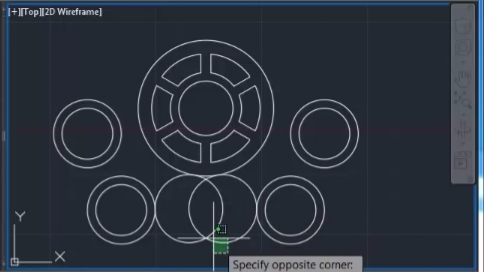 [+][Top][2D Wireframe]
Y
X
Specify opposite corner: